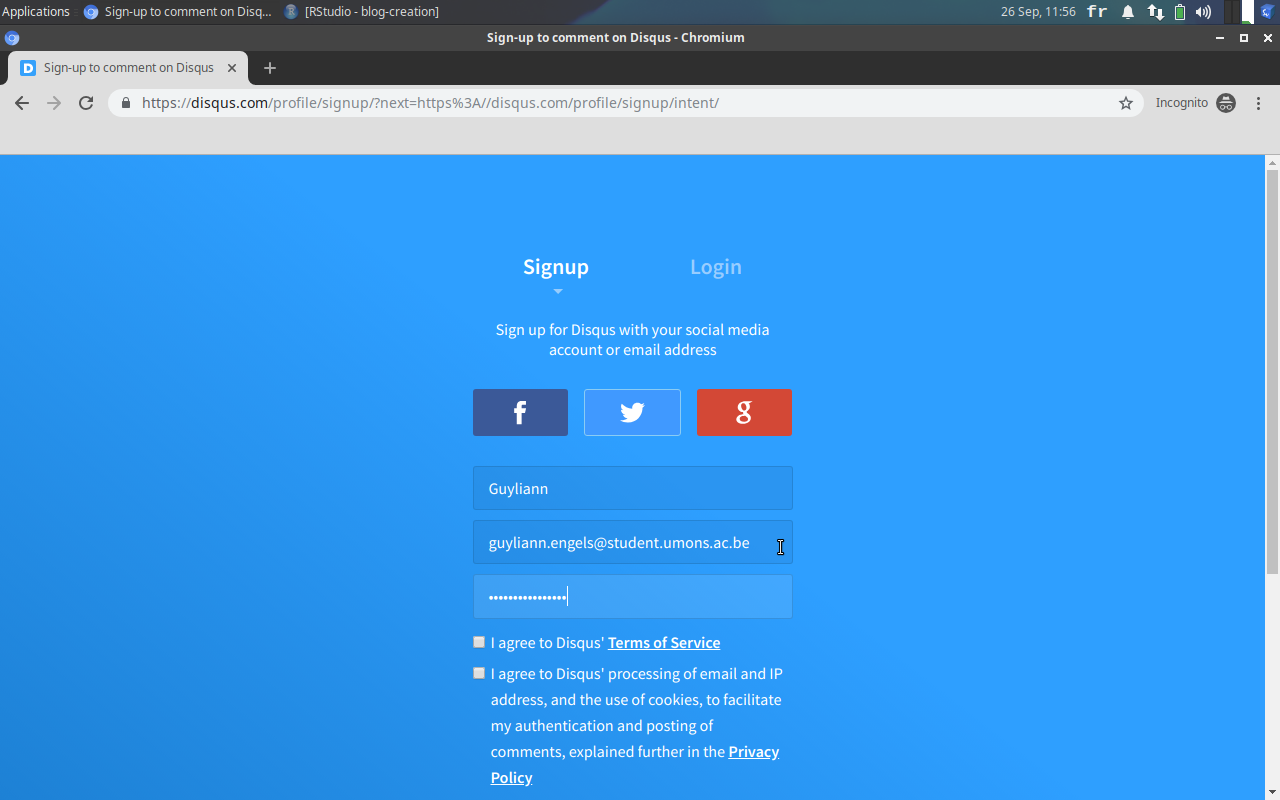 Applications
Sign-up to comment on Disq...
[RStudio - blog-creation]
26 Sep, 11:56
fr
Sign-up to comment on Disqus - Chromium
D
Sign-up to comment on Disqus
https://disqus.com/profile/signup/?next=https%3A//disqus.com/profile/signup/intent/
Incognito
Signup
Login
Sign up for Disqus with your social media
account or email address
f
g
Guyliann
guyliann.engels@student.umons.ac.be
••••••••••••••••
I agree to Disqus' Terms of Service
I agree to Disqus' processing of email and IP
address, and the use of cookies, to facilitate
my authentication and posting of
comments, explained further in the Privacy
Policy